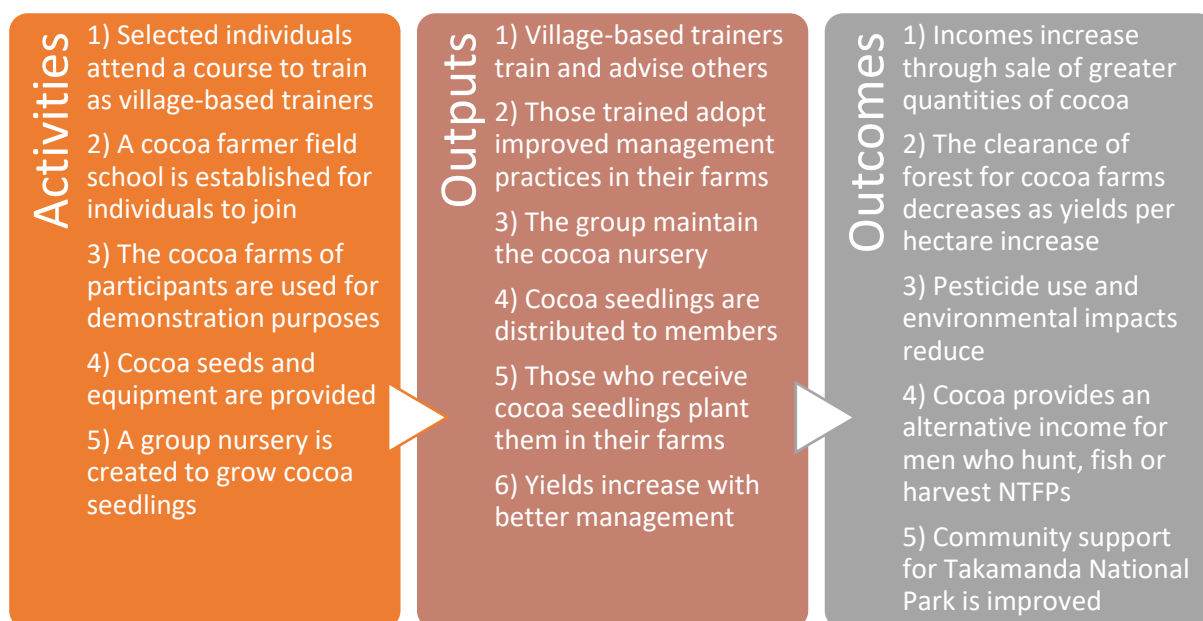 Activities
1) Selected individuals
attend a course to train
as village-based trainers
2) A cocoa farmer field
school is established for
individuals to join
3) The cocoa farms of
participants are used for
demonstration purposes
4) Cocoa seeds and
equipment are provided
5) A group nursery is
created to grow cocoa
seedlings
Outputs
1) Village-based trainers
train and advise others
2) Those trained adopt
improved management
practices in their farms
3) The group maintain
the cocoa nursery
4) Cocoa seedlings are
distributed to members
5) Those who receive
cocoa seedlings plant
them in their farms
6) Yields increase with
better management
Outcomes
1) Incomes increase
through sale of greater
quantities of cocoa
2) The clearance of
forest for cocoa farms
decreases as yields per
hectare increase
3) Pesticide use and
environmental impacts
reduce
4) Cocoa provides an
alternative income for
men who hunt, fish or
harvest NTFPs
5) Community support
for Takamanda National
Park is improved